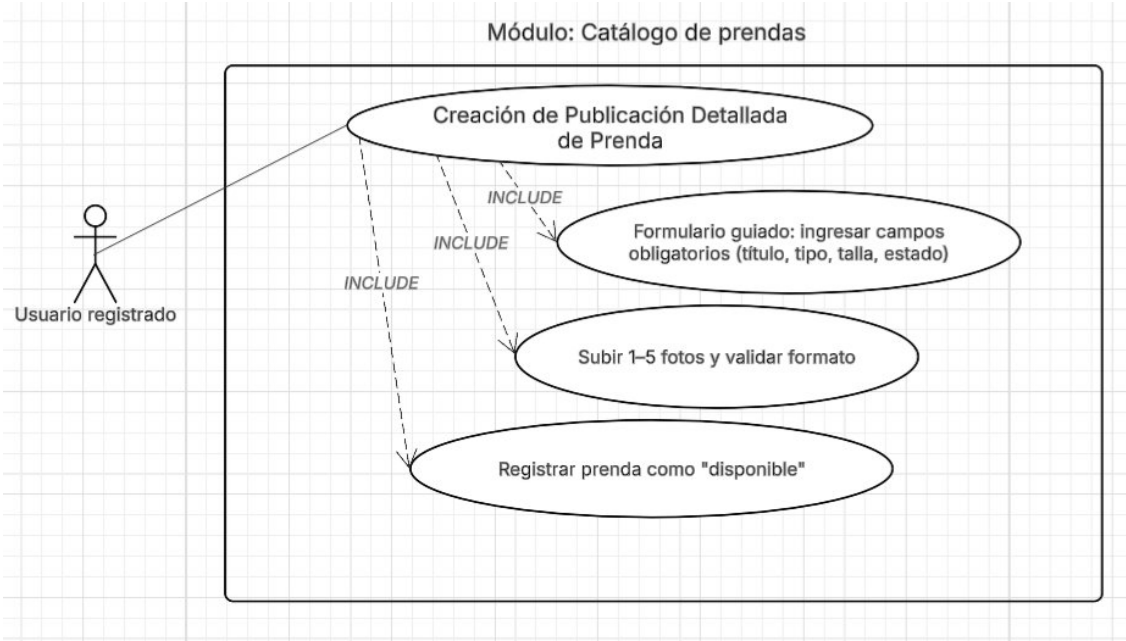 Módulo: Catálogo de prendas
Creación de Publicación Detallada
de Prenda
INCLUDE
Formulario guiado: ingresar campos
obligatorios (título, tipo, talla, estado)
INCLUDE
INCLUDE
Usuario registrado
Subir 1–5 fotos y validar formato
Registrar prenda como "disponible"